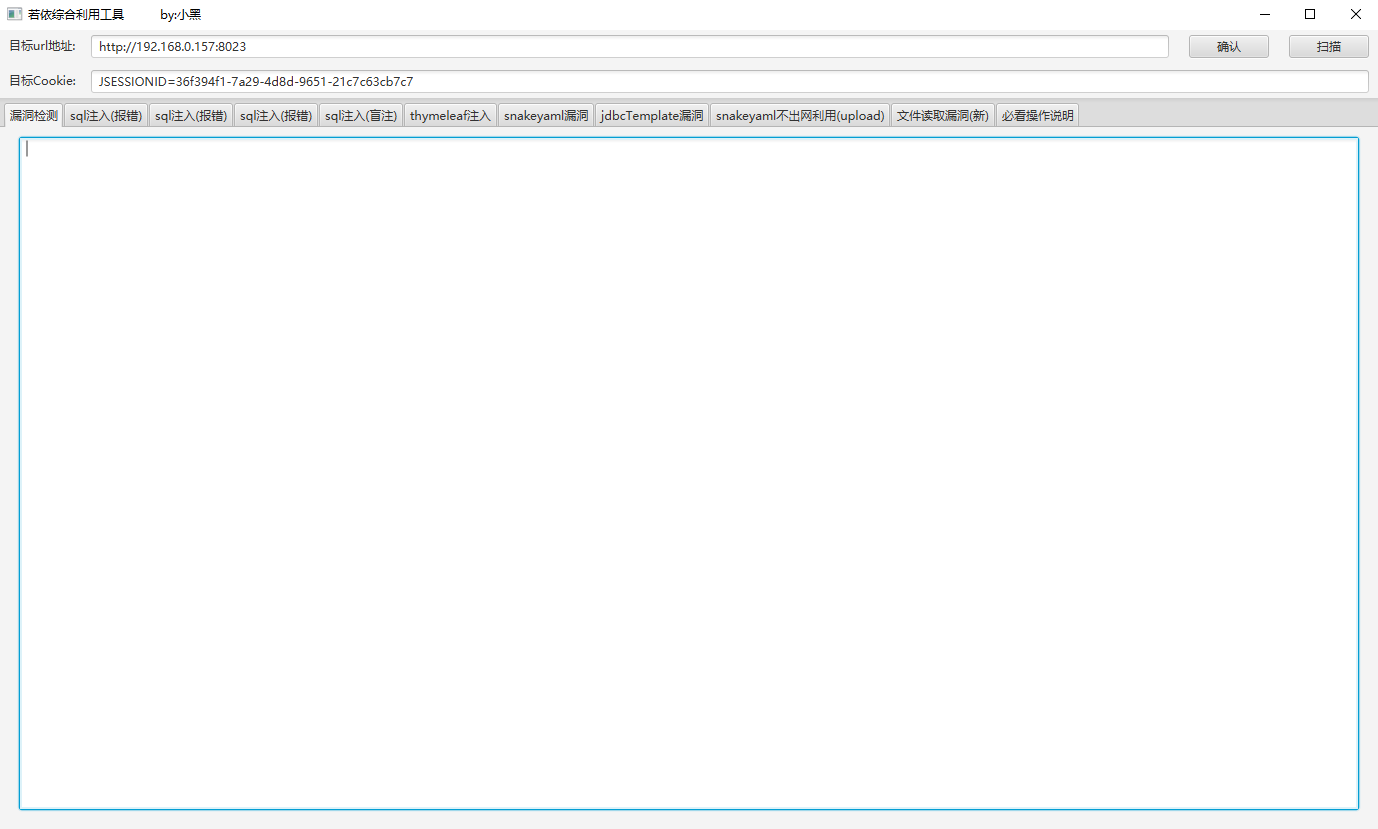 若依综合利用工具 by:小黑
目标url地址: http://192.168.0.157:8023 确认 扫描
目标Cookie: JSESSIONID=36f394f1-7a29-4d8d-9651-21c7c63cb7c7
漏洞检测 sql注入(报错) sql注入(报错) sql注入(报错) sql注入(盲注) thymeleaf注入 snakeyaml漏洞 jdbcTemplate漏洞 snakeyaml不出网利用(upload) 文件读取漏洞(新) 必看操作说明